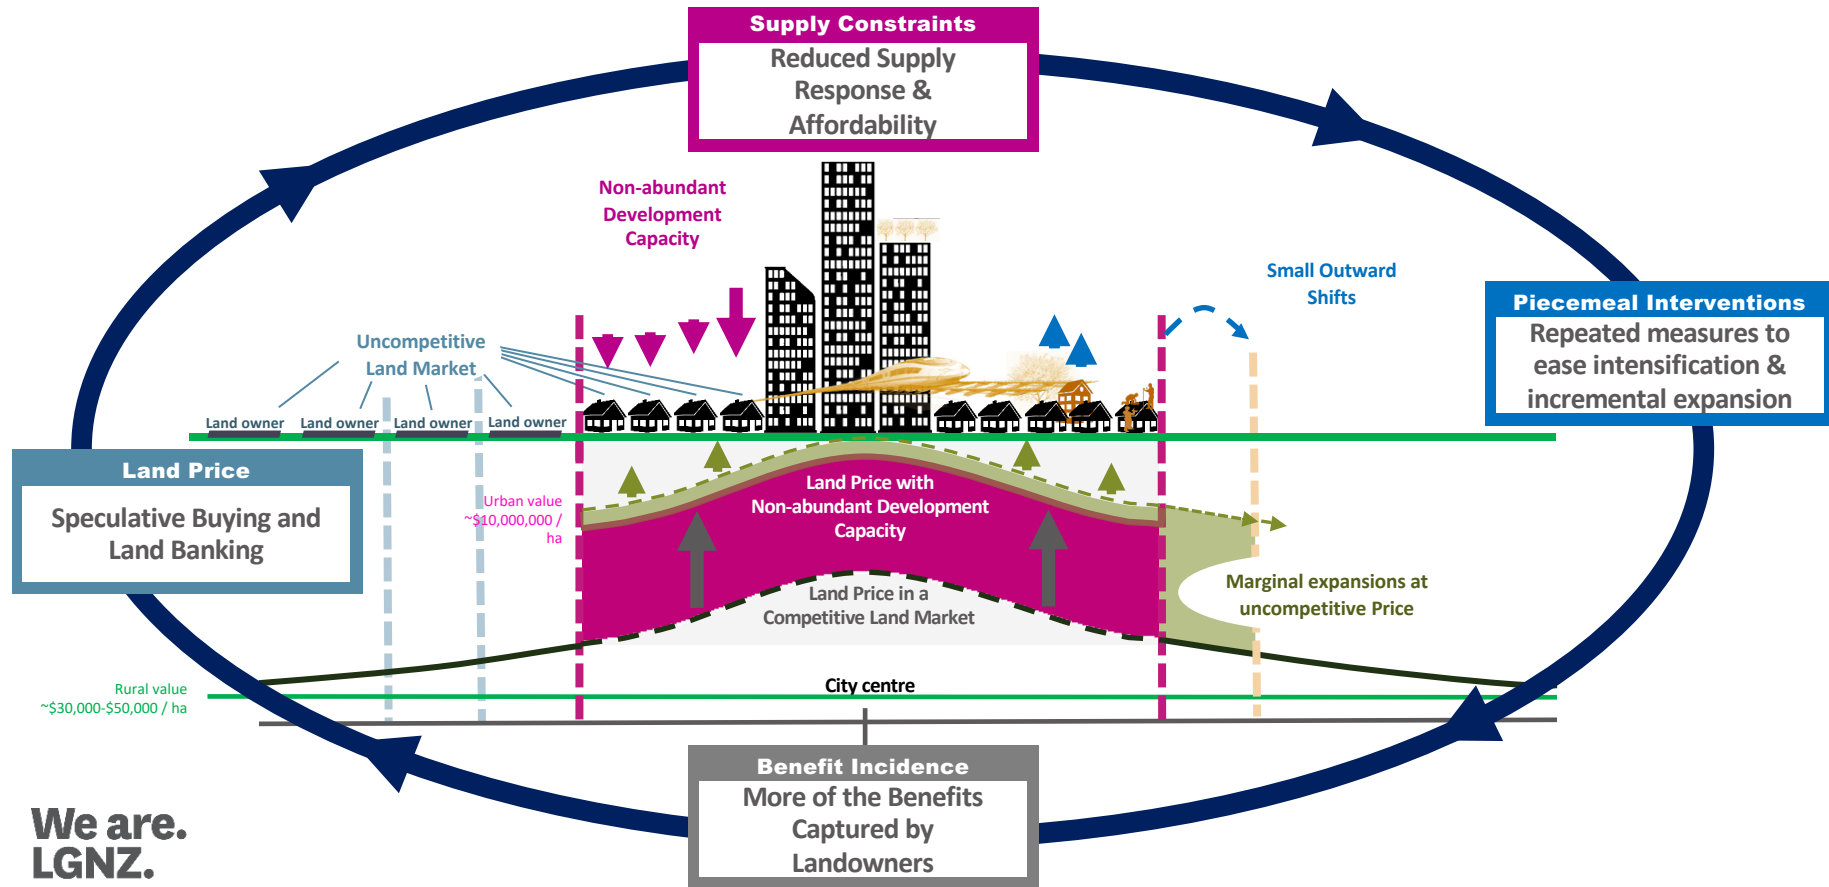 Supply Constraints
Reduced Supply
Response &
Affordability
Non-abundant
Development
Capacity
Small Outward
Shifts
Piecemeal Interventions
Repeated measures to
ease intensification &
incremental expansion
Uncompetitive
Land Market
Land owner
Land owner
Land owner
Land owner
Land Price
Speculative Buying and
Land Banking
Urban value
~$10,000,000 /
ha
Land Price with
Non-abundant Development
Capacity
Land Price in a
Competitive Land Market
Marginal expansions at
uncompetitive Price
Rural value
~$30,000-$50,000 / ha
City centre
Benefit Incidence
More of the Benefits
Captured by
Landowners
We are.
LGNZ.